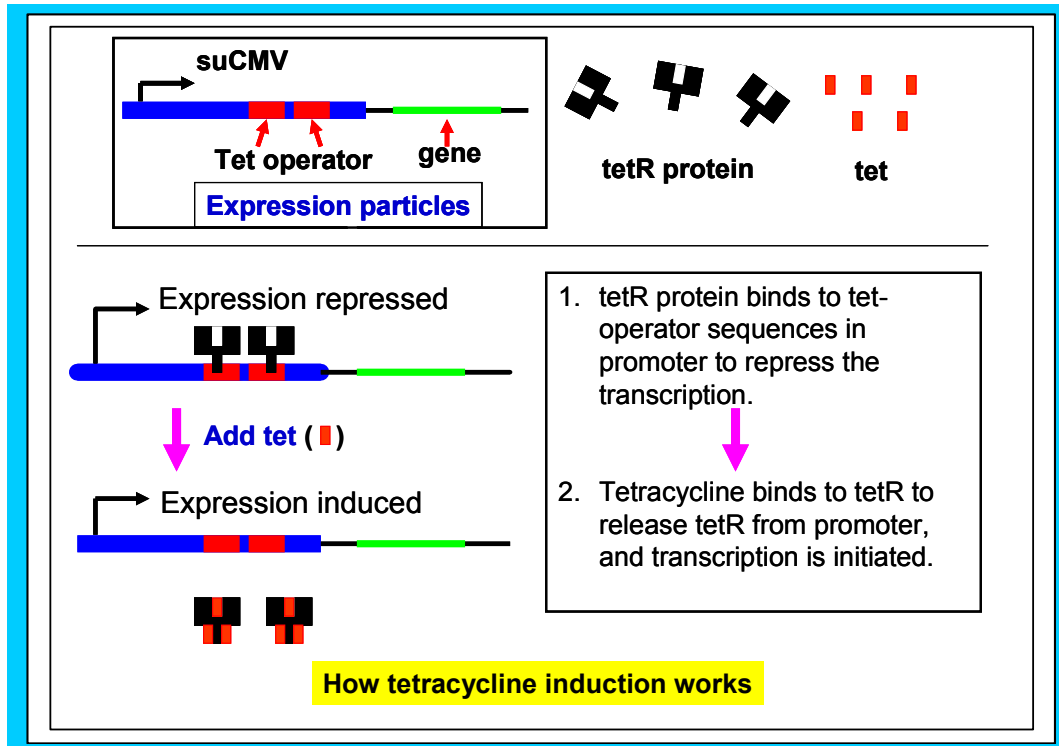 suCMV
Tet operator
gene
Expression particles
tetR protein
tet
Expression repressed
Add tet ( )
Expression induced
1. tetR protein binds to tet-
operator sequences in
promoter to repress the
transcription.
2. Tetracycline binds to tetR to
release tetR from promoter,
and transcription is initiated.
How tetracycline induction works